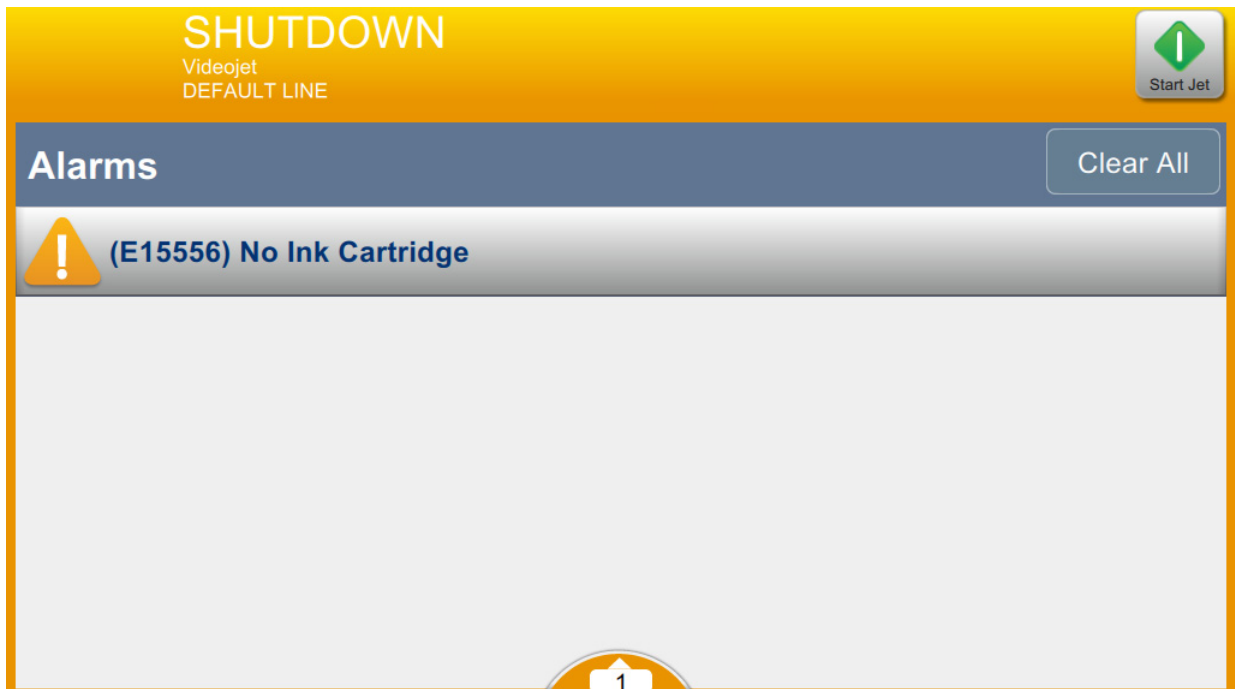 SHUTDOWN
Videojet
DEFAULT LINE
Start Jet
Alarms
Clear All
(E15556) No Ink Cartridge
1